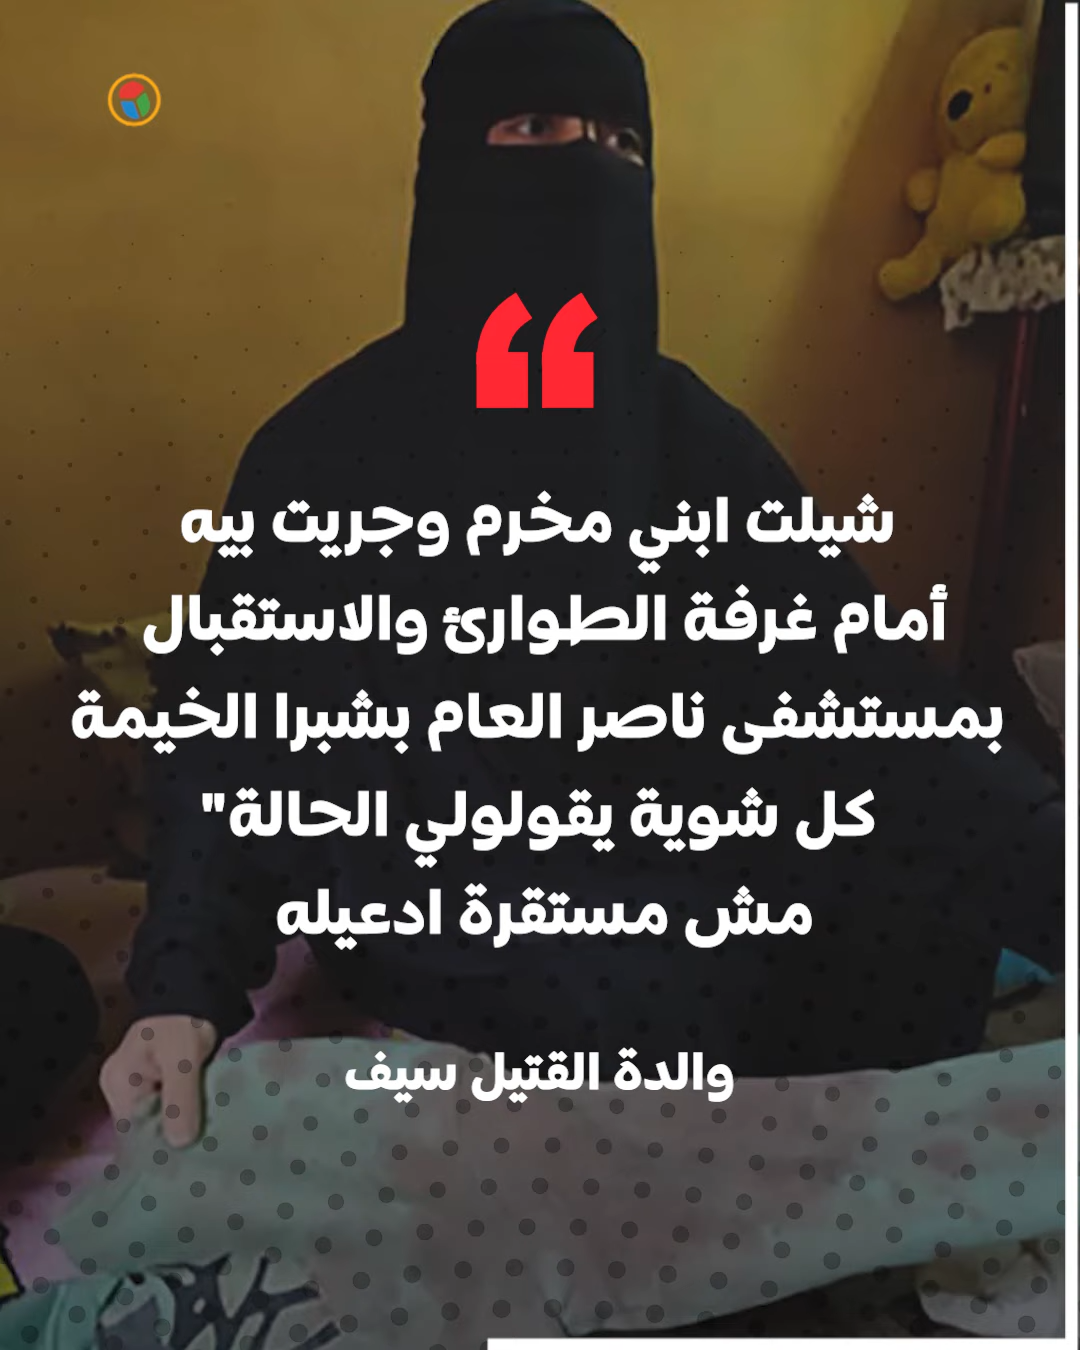 “
شيلت ابني مخرم وجريت بيه
أمام غرفة الطوارئ والاستقبال
بمستشفى ناصر العام بشبرا الخيمة
كل شوية يقولولي الحالة"
مش مستقرة ادعيله
والدة القتيل سيف